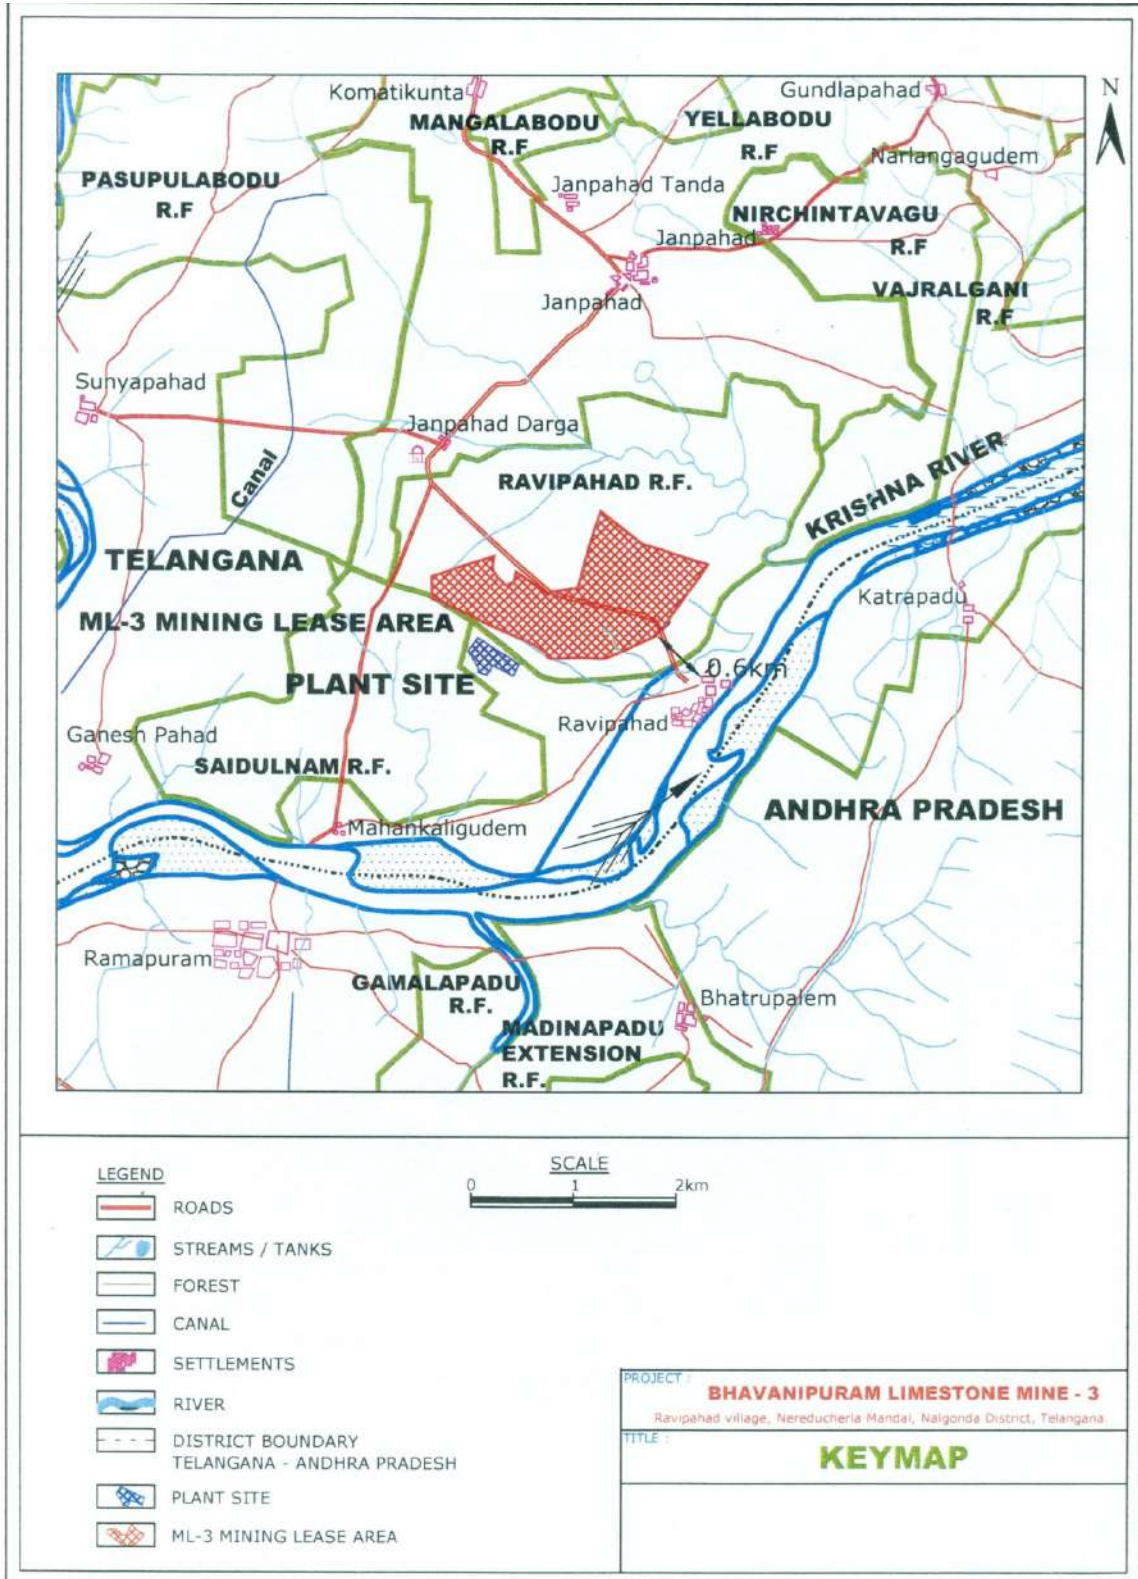 N
Komatikunta
Gundlapahad
MANGALABODU
R.F
YELLABODU
R.F
Narlangagudem
PASUPULABODU
R.F
Janpahad Tanda
NIRCHINTAVAGU
R.F
Janpahad
VAJRALGANI
R.F
Janpahad
Sunyapahad
Janpahad Darga
Canal
RAVIPAHAD R.F.
KRISHNA RIVER
TELANGANA
Katrapadu
ML-3 MINING LEASE AREA
0.6km
PLANT SITE
Ravipahad
Ganesh Pahad
SAIDULNAM R.F.
ANDHRA PRADESH
Mahankaligudem
Ramapuram
GAMALAPADU
R.F.
Bhatrupalem
MADINAPADU
EXTENSION
R.F.
LEGEND
ROADS
STREAMS / TANKS
FOREST
CANAL
SETTLEMENTS
RIVER
DISTRICT BOUNDARY
TELANGANA - ANDHRA PRADESH
PLANT SITE
ML-3 MINING LEASE AREA
SCALE
0 1 2km
PROJECT :
BHAVANIPURAM LIMESTONE MINE - 3
Ravipahad village, Nereducherla Mandal, Nalgonda District, Telangana.
TITLE :
KEYMAP